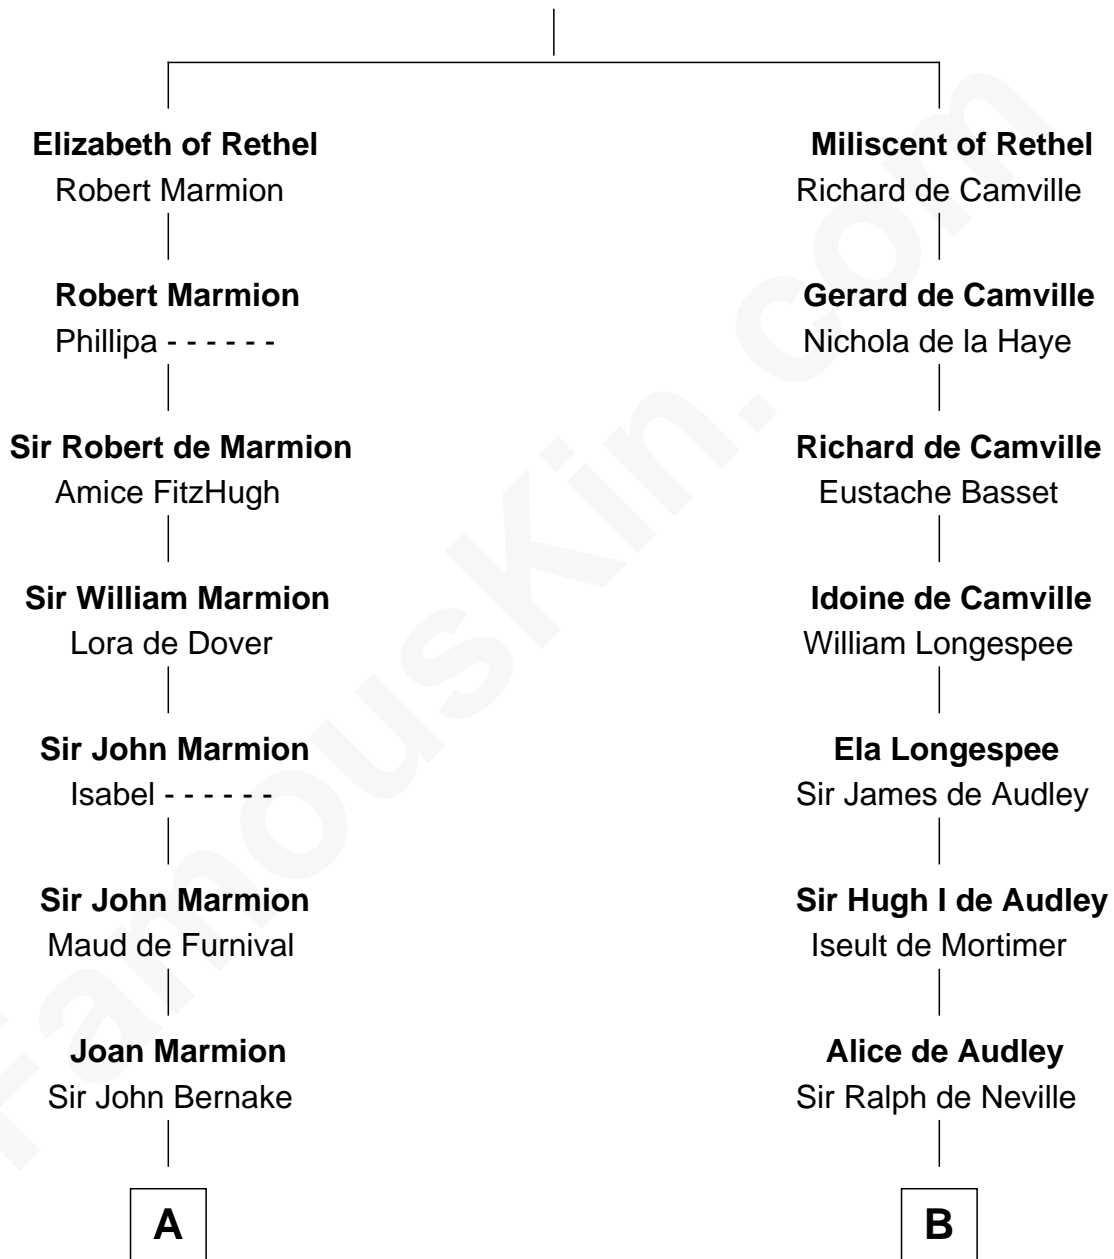 Elizabeth of Rethel
Robert Marmion
Robert Marmion
Phillipa - - - - - -
Sir Robert de Marmion
Amice FitzHugh
Sir William Marmion
Lora de Dover
Sir John Marmion
Isabel - - - - - -
Sir John Marmion
Maud de Furnival
Joan Marmion
Sir John Bernake
A
Miliscent of Rethel
Richard de Camville
Gerard de Camville
Nichola de la Haye
Richard de Camville
Eustache Basset
Idoine de Camville
William Longespee
Ela Longespee
Sir James de Audley
Sir Hugh I de Audley
Iseult de Mortimer
Alice de Audley
Sir Ralph de Neville
B
FamousKin.com